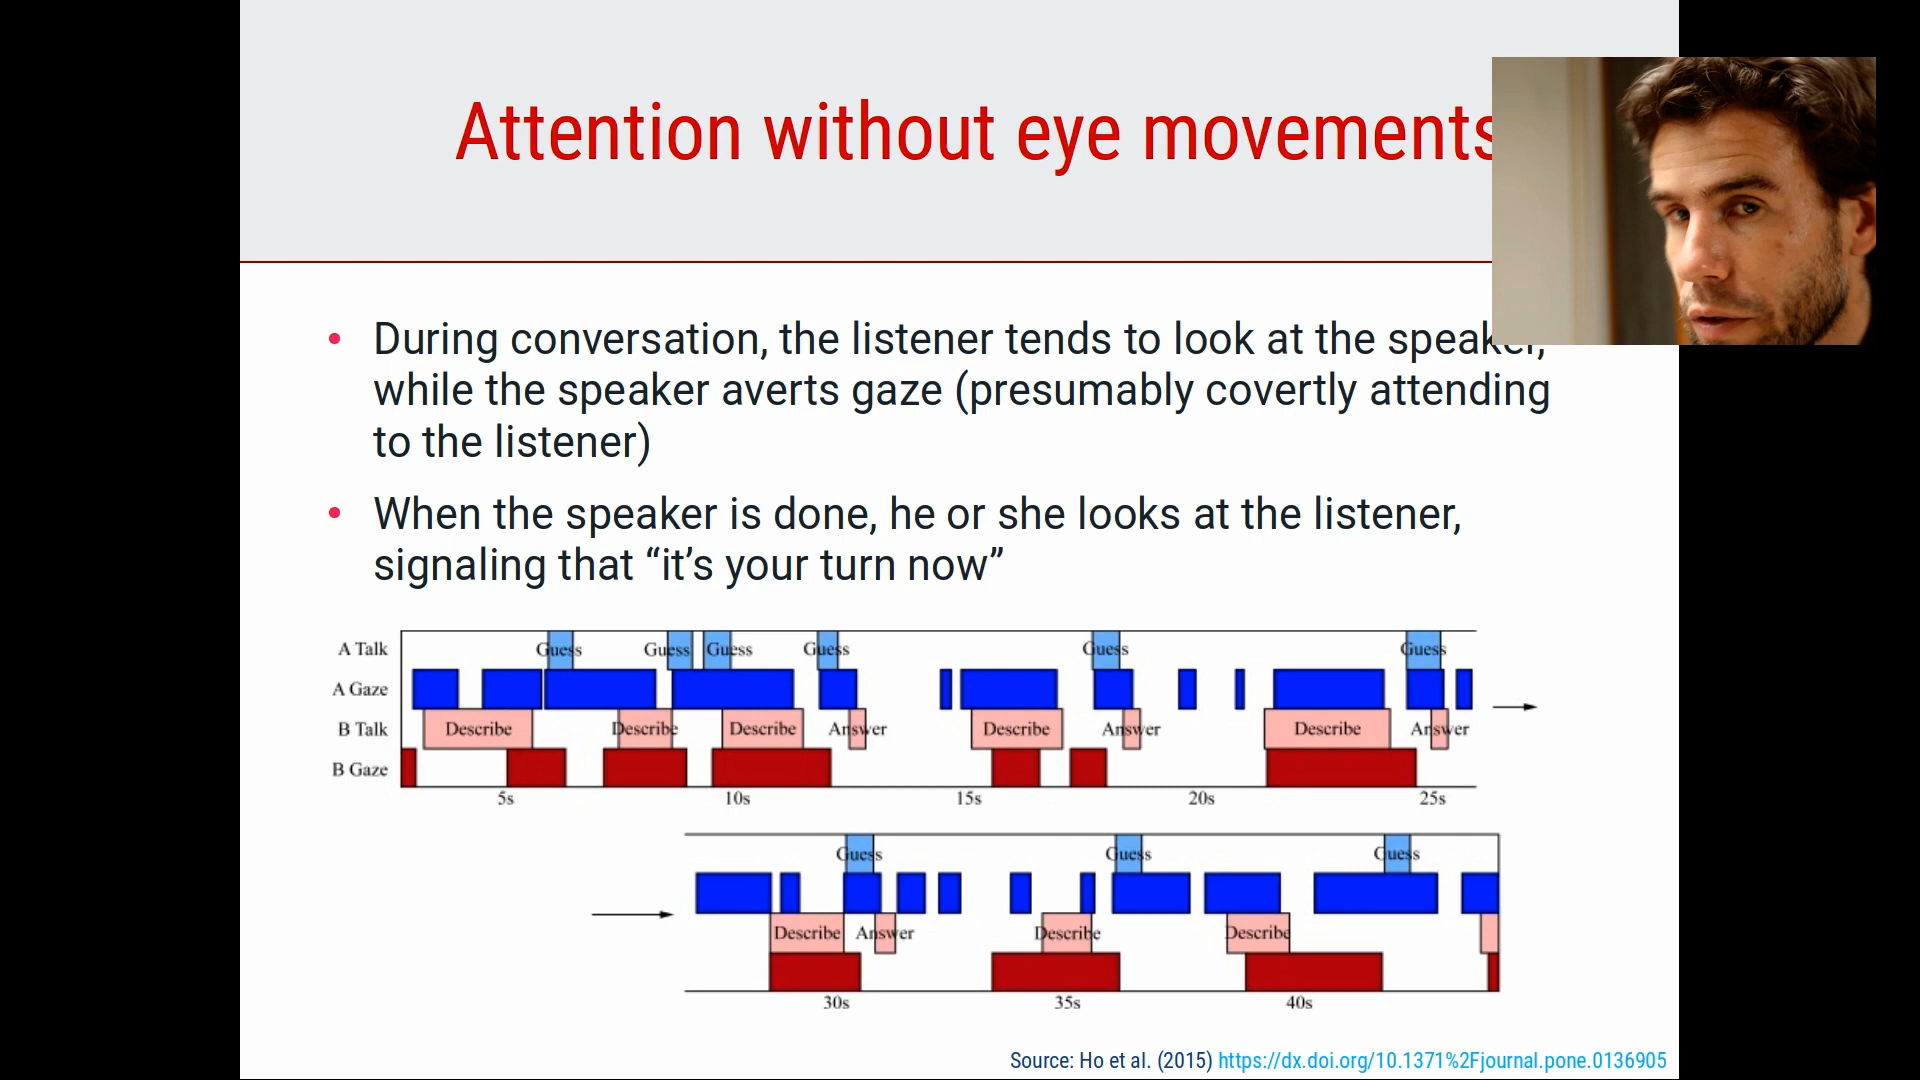 Attention without eye movements
• During conversation, the listener tends to look at the speaker,
while the speaker averts gaze (presumably covertly attending
to the listener)
• When the speaker is done, he or she looks at the listener,
signaling that “it’s your turn now”
A Talk Guess Guess Guess Guess Guess Guess
A Gaze
B Talk Describe Describe Describe Answer Describe Answer Describe Answer
B Gaze
5s 10s 15s 20s 25s
Guess Guess Guess
Describe Answer Describe Describe
30s 35s 40s
Source: Ho et al. (2015) https://dx.doi.org/10.1371%2Fjournal.pone.0136905